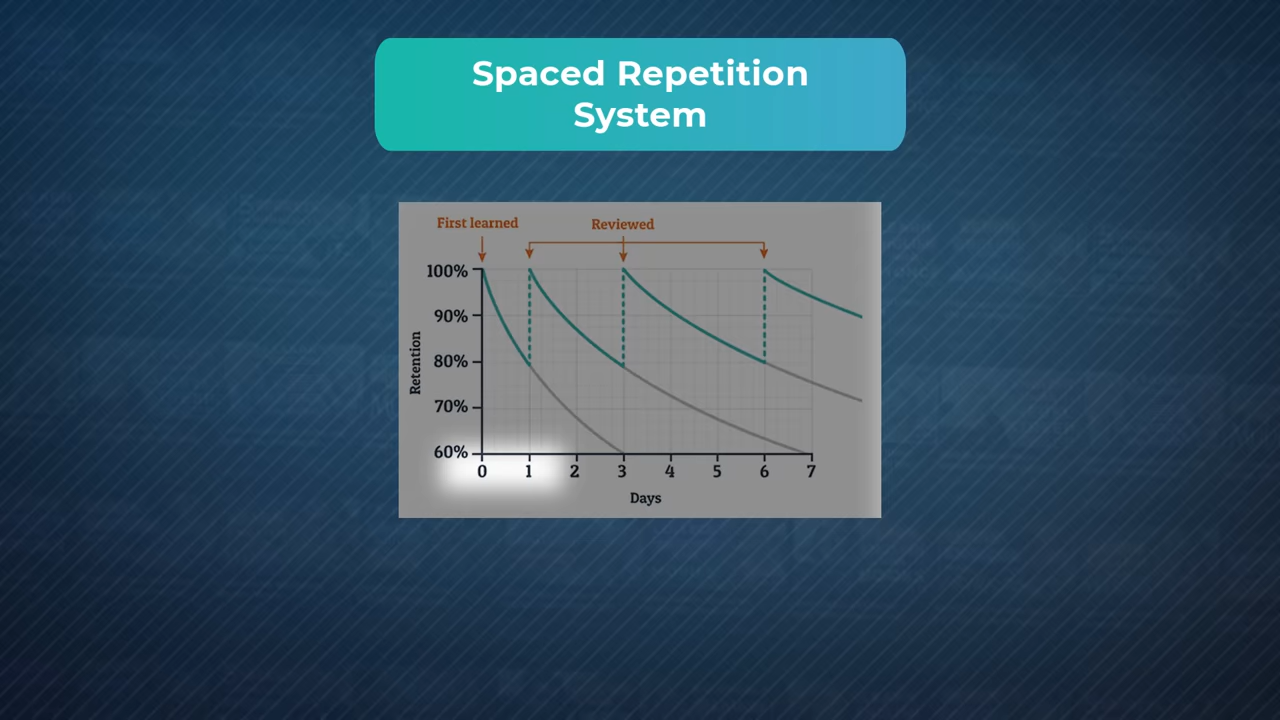 Spaced Repetition
System
First learned
Reviewed
100%
90%
80%
70%
60%
Retention
0 1 2 3 4 5 6 7
Days